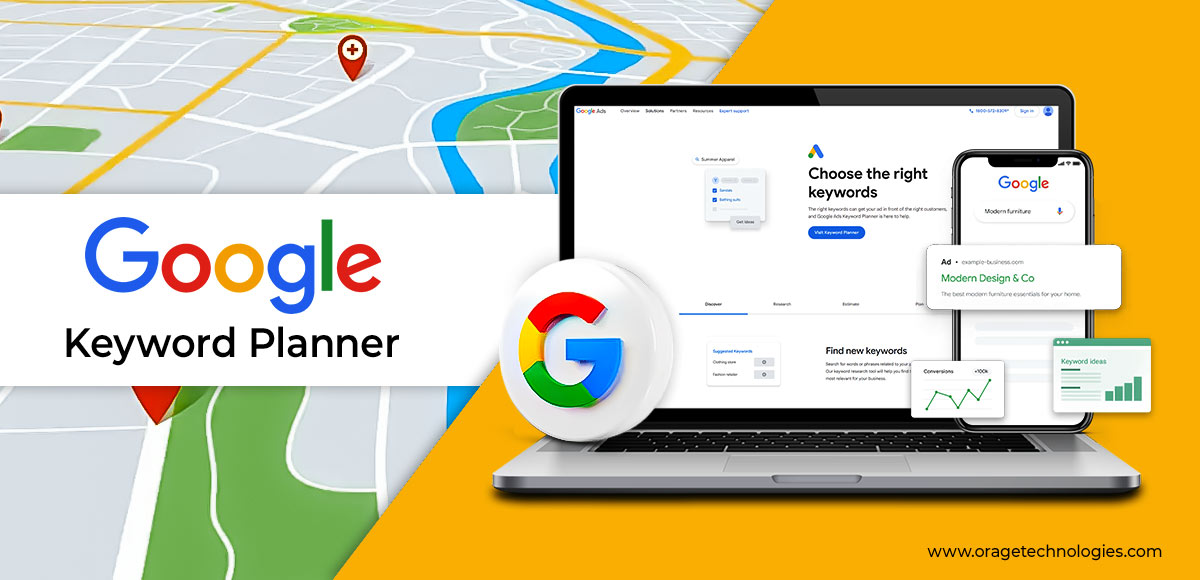 Google
Keyword Planner
Google Ads
Overview Solutions Partners Resources Expert support
Sign in
Summer Apparel
Sandals
Bathing suits
Get ideas
Choose the right
keywords
The right keywords can get your ad in front of the right customers,
and Google Ads Keyword Planner is here to help.
Visit Keyword Planner
Discover Research Estimate Plan
Suggested Keywords
Clothing store
Fashion retailer
Find new keywords
Search for words or phrases related to your
Our keyword research tool will help you find
most relevant for your business.
Google
Modern furniture
Ad • example-business.com
Modern Design & Co
The best modern furniture essentials for your home.
Conversions +100k
Keyword ideas
G
www.oragetechnologies.com